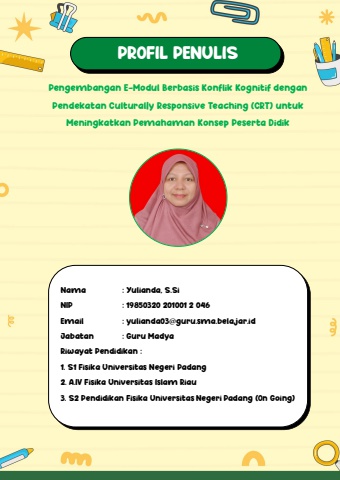 PROFIL PENULIS
Pengembangan E-Modul Berbasis Konflik Kognitif dengan
Pendekatan Culturally Responsive Teaching (CRT) untuk
Meningkatkan Pemahaman Konsep Peserta Didik
Nama : Yulianda, S.Si
NIP : 19850320 201001 2 046
Email : yulianda03@guru.sma.belajar.id
Jabatan : Guru Madya
Riwayat Pendidikan :
1. S1 Fisika Universitas Negeri Padang
2. A.IV Fisika Universitas Islam Riau
3. S2 Pendidikan Fisika Universitas Negeri Padang (On Going)